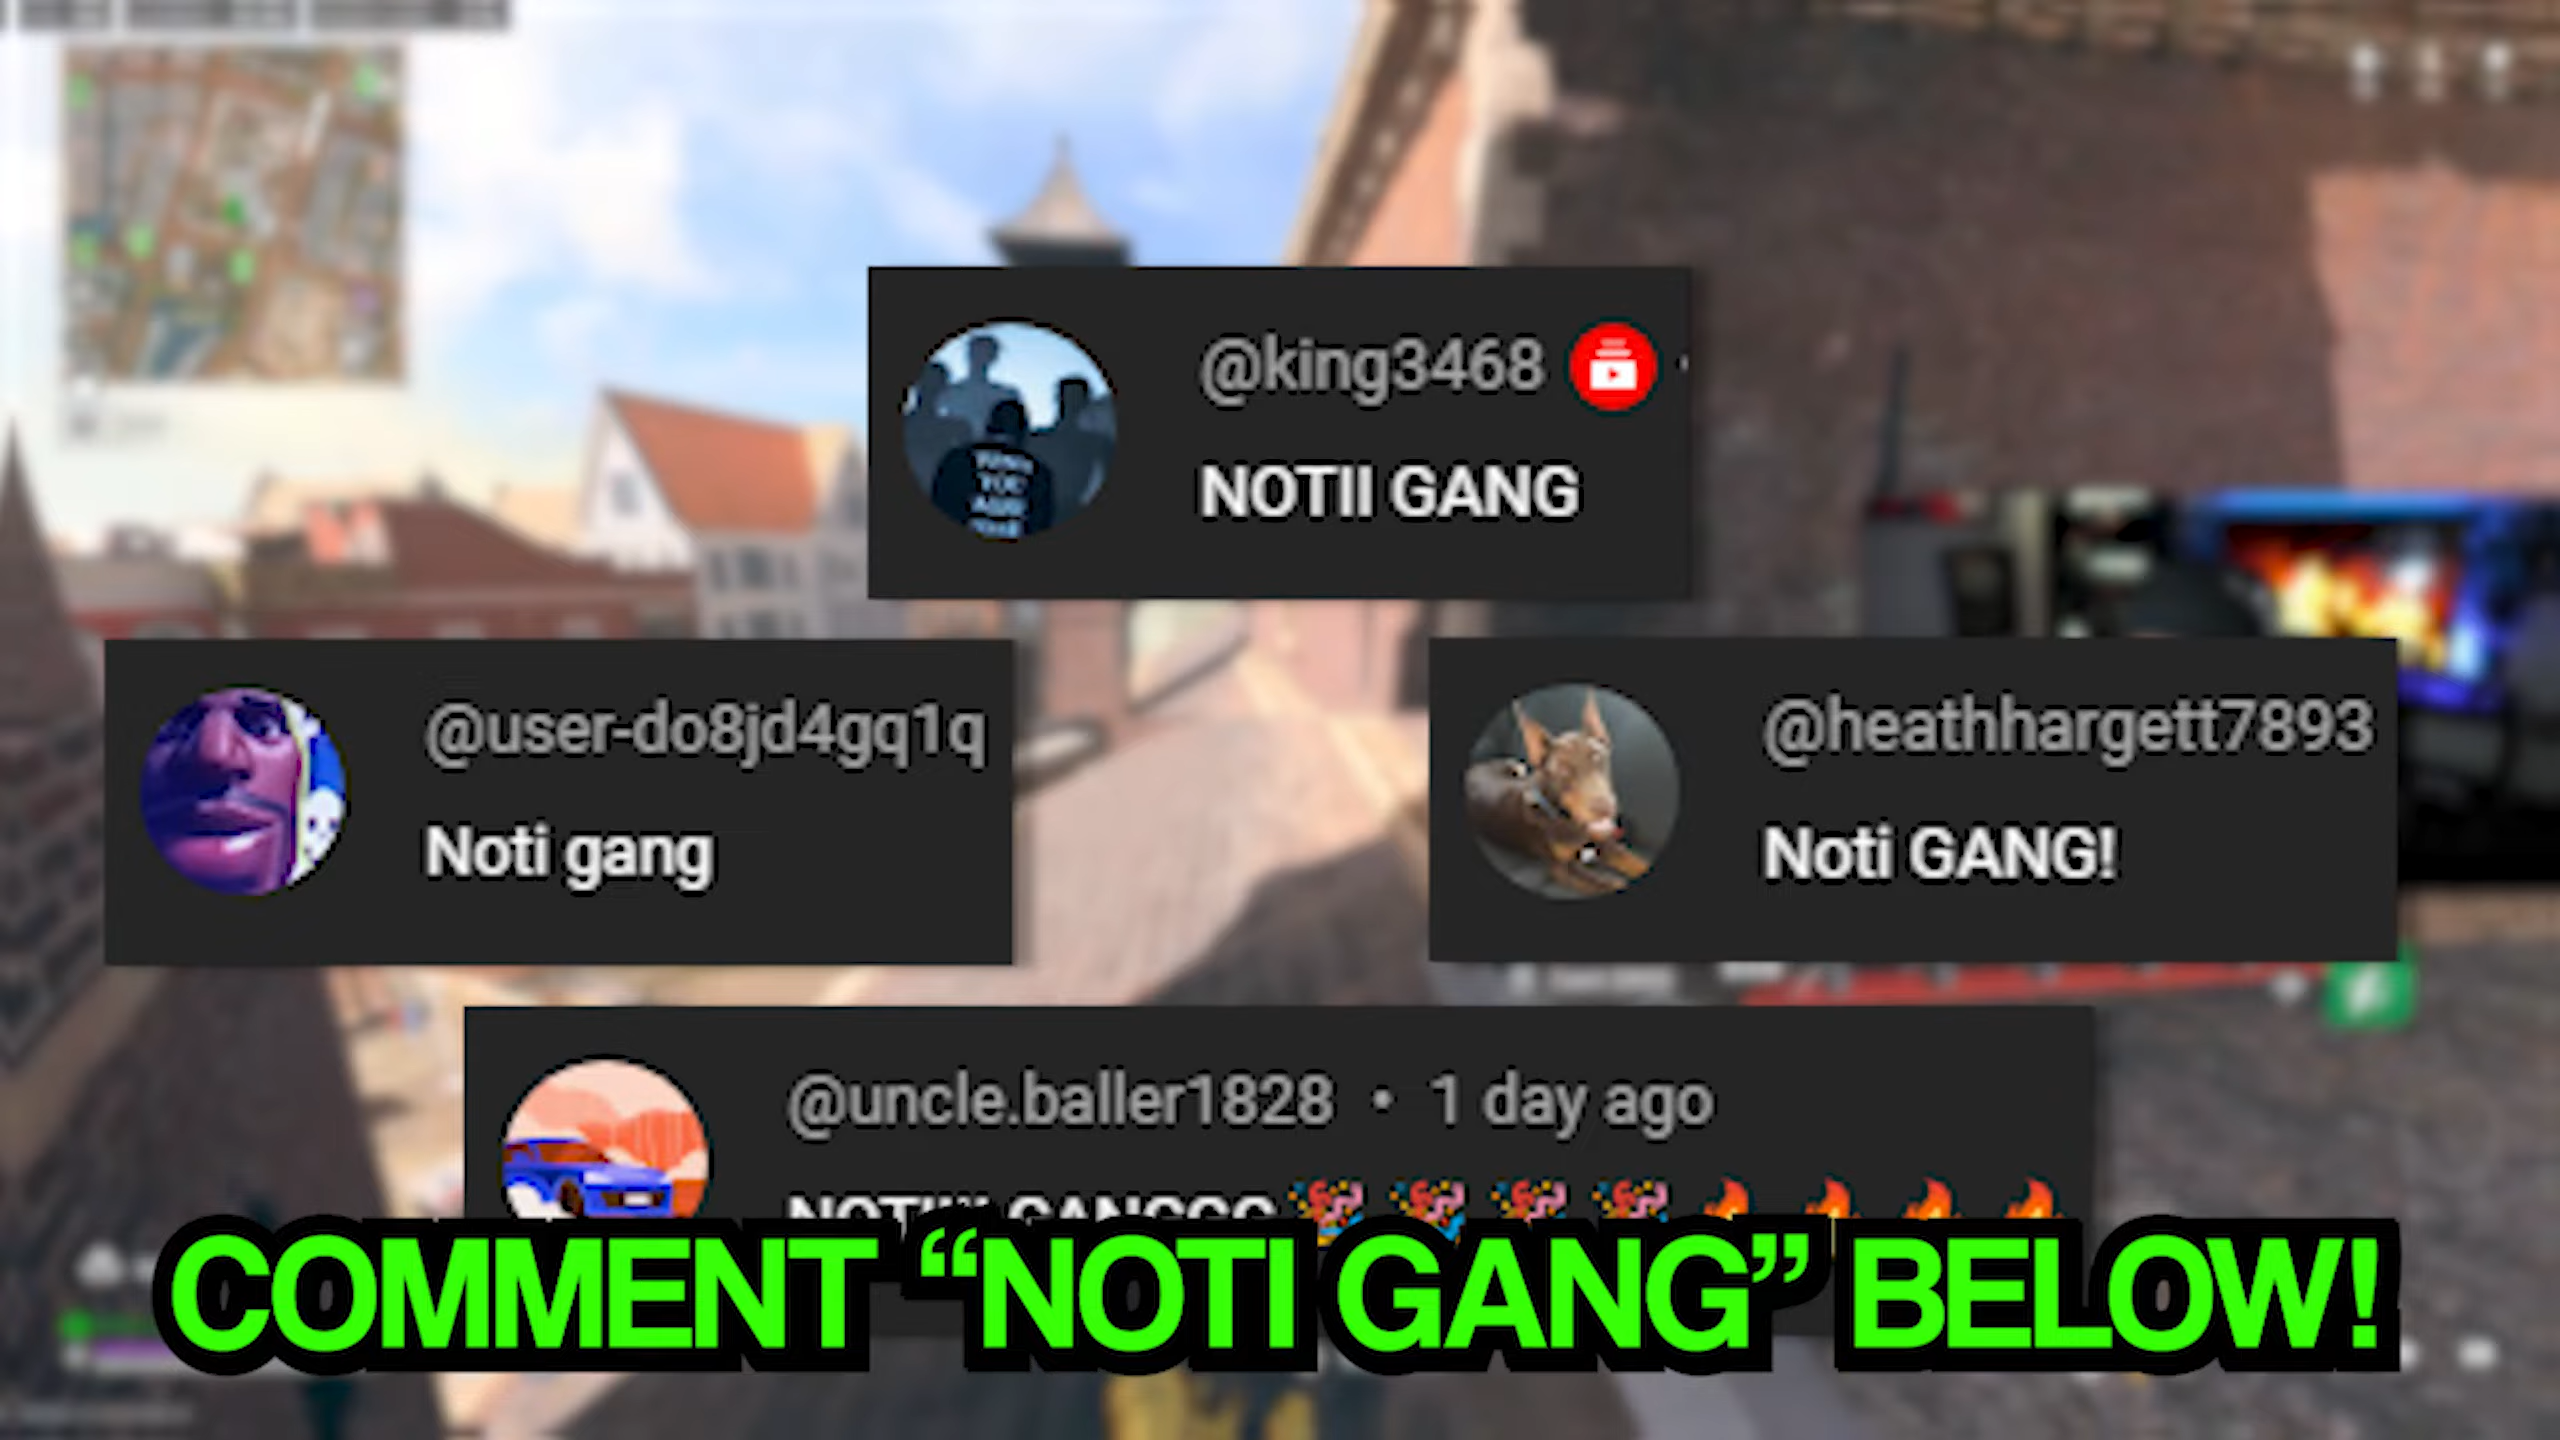 @king3468
NOTII GANG
@user-do8jd4gq1q
Noti gang
@heathhargett7893
Noti GANG!
@uncle.baller1828 • 1 day ago
🎉 🎉 🎉 🎉 🔥 🔥 🔥 🔥
COMMENT “NOTI GANG” BELOW!